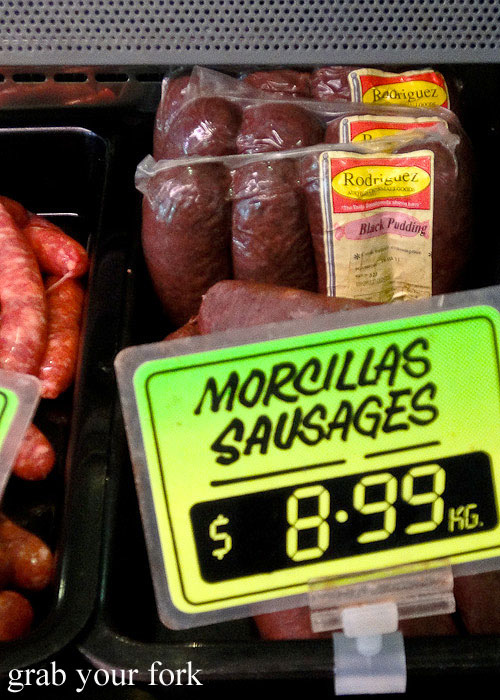 Rodriguez
Rodriguez
Black Pudding
MORCILLAS
SAUSAGES
$ 8.99 KG.
grab your fork